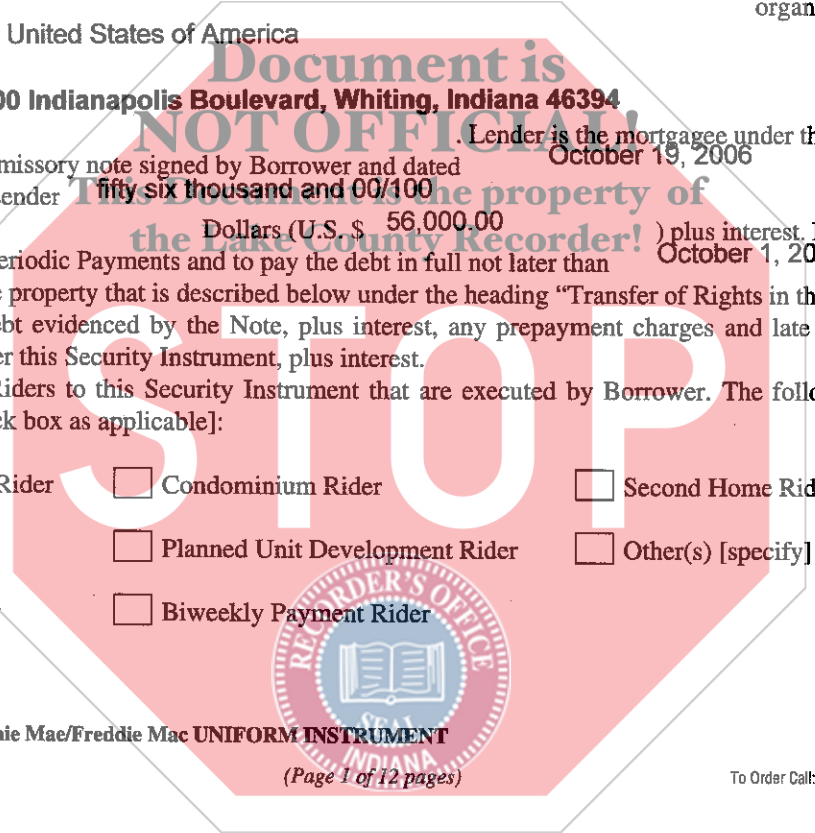 organ
United States of America
Document is
00 Indianapolis Boulevard, Whiting, Indiana 46394
NOT OFFICIAL!
. Lender is the mortgagee under th
missory note signed by Borrower and dated October 19, 2006
ender fifty six thousand and 00/100
This Document is the property of
Dollars (U.S. $ 56,000.00 ) plus interest.
the Lake County Recorder!
eriodic Payments and to pay the debt in full not later than October 1, 20
e property that is described below under the heading “Transfer of Rights in th
ebt evidenced by the Note, plus interest, any prepayment charges and late
er this Security Instrument, plus interest.
Riders to this Security Instrument that are executed by Borrower. The follo
ck box as applicable]:
STOP
Rider Condominium Rider Second Home Rid
Planned Unit Development Rider Other(s) [specify]
Biweekly Payment Rider
RECORDER'S OFFICE
SEAL
INDIANA
nie Mae/Freddie Mac UNIFORM INSTRUMENT
(Page 1 of 12 pages)
To Order Call: